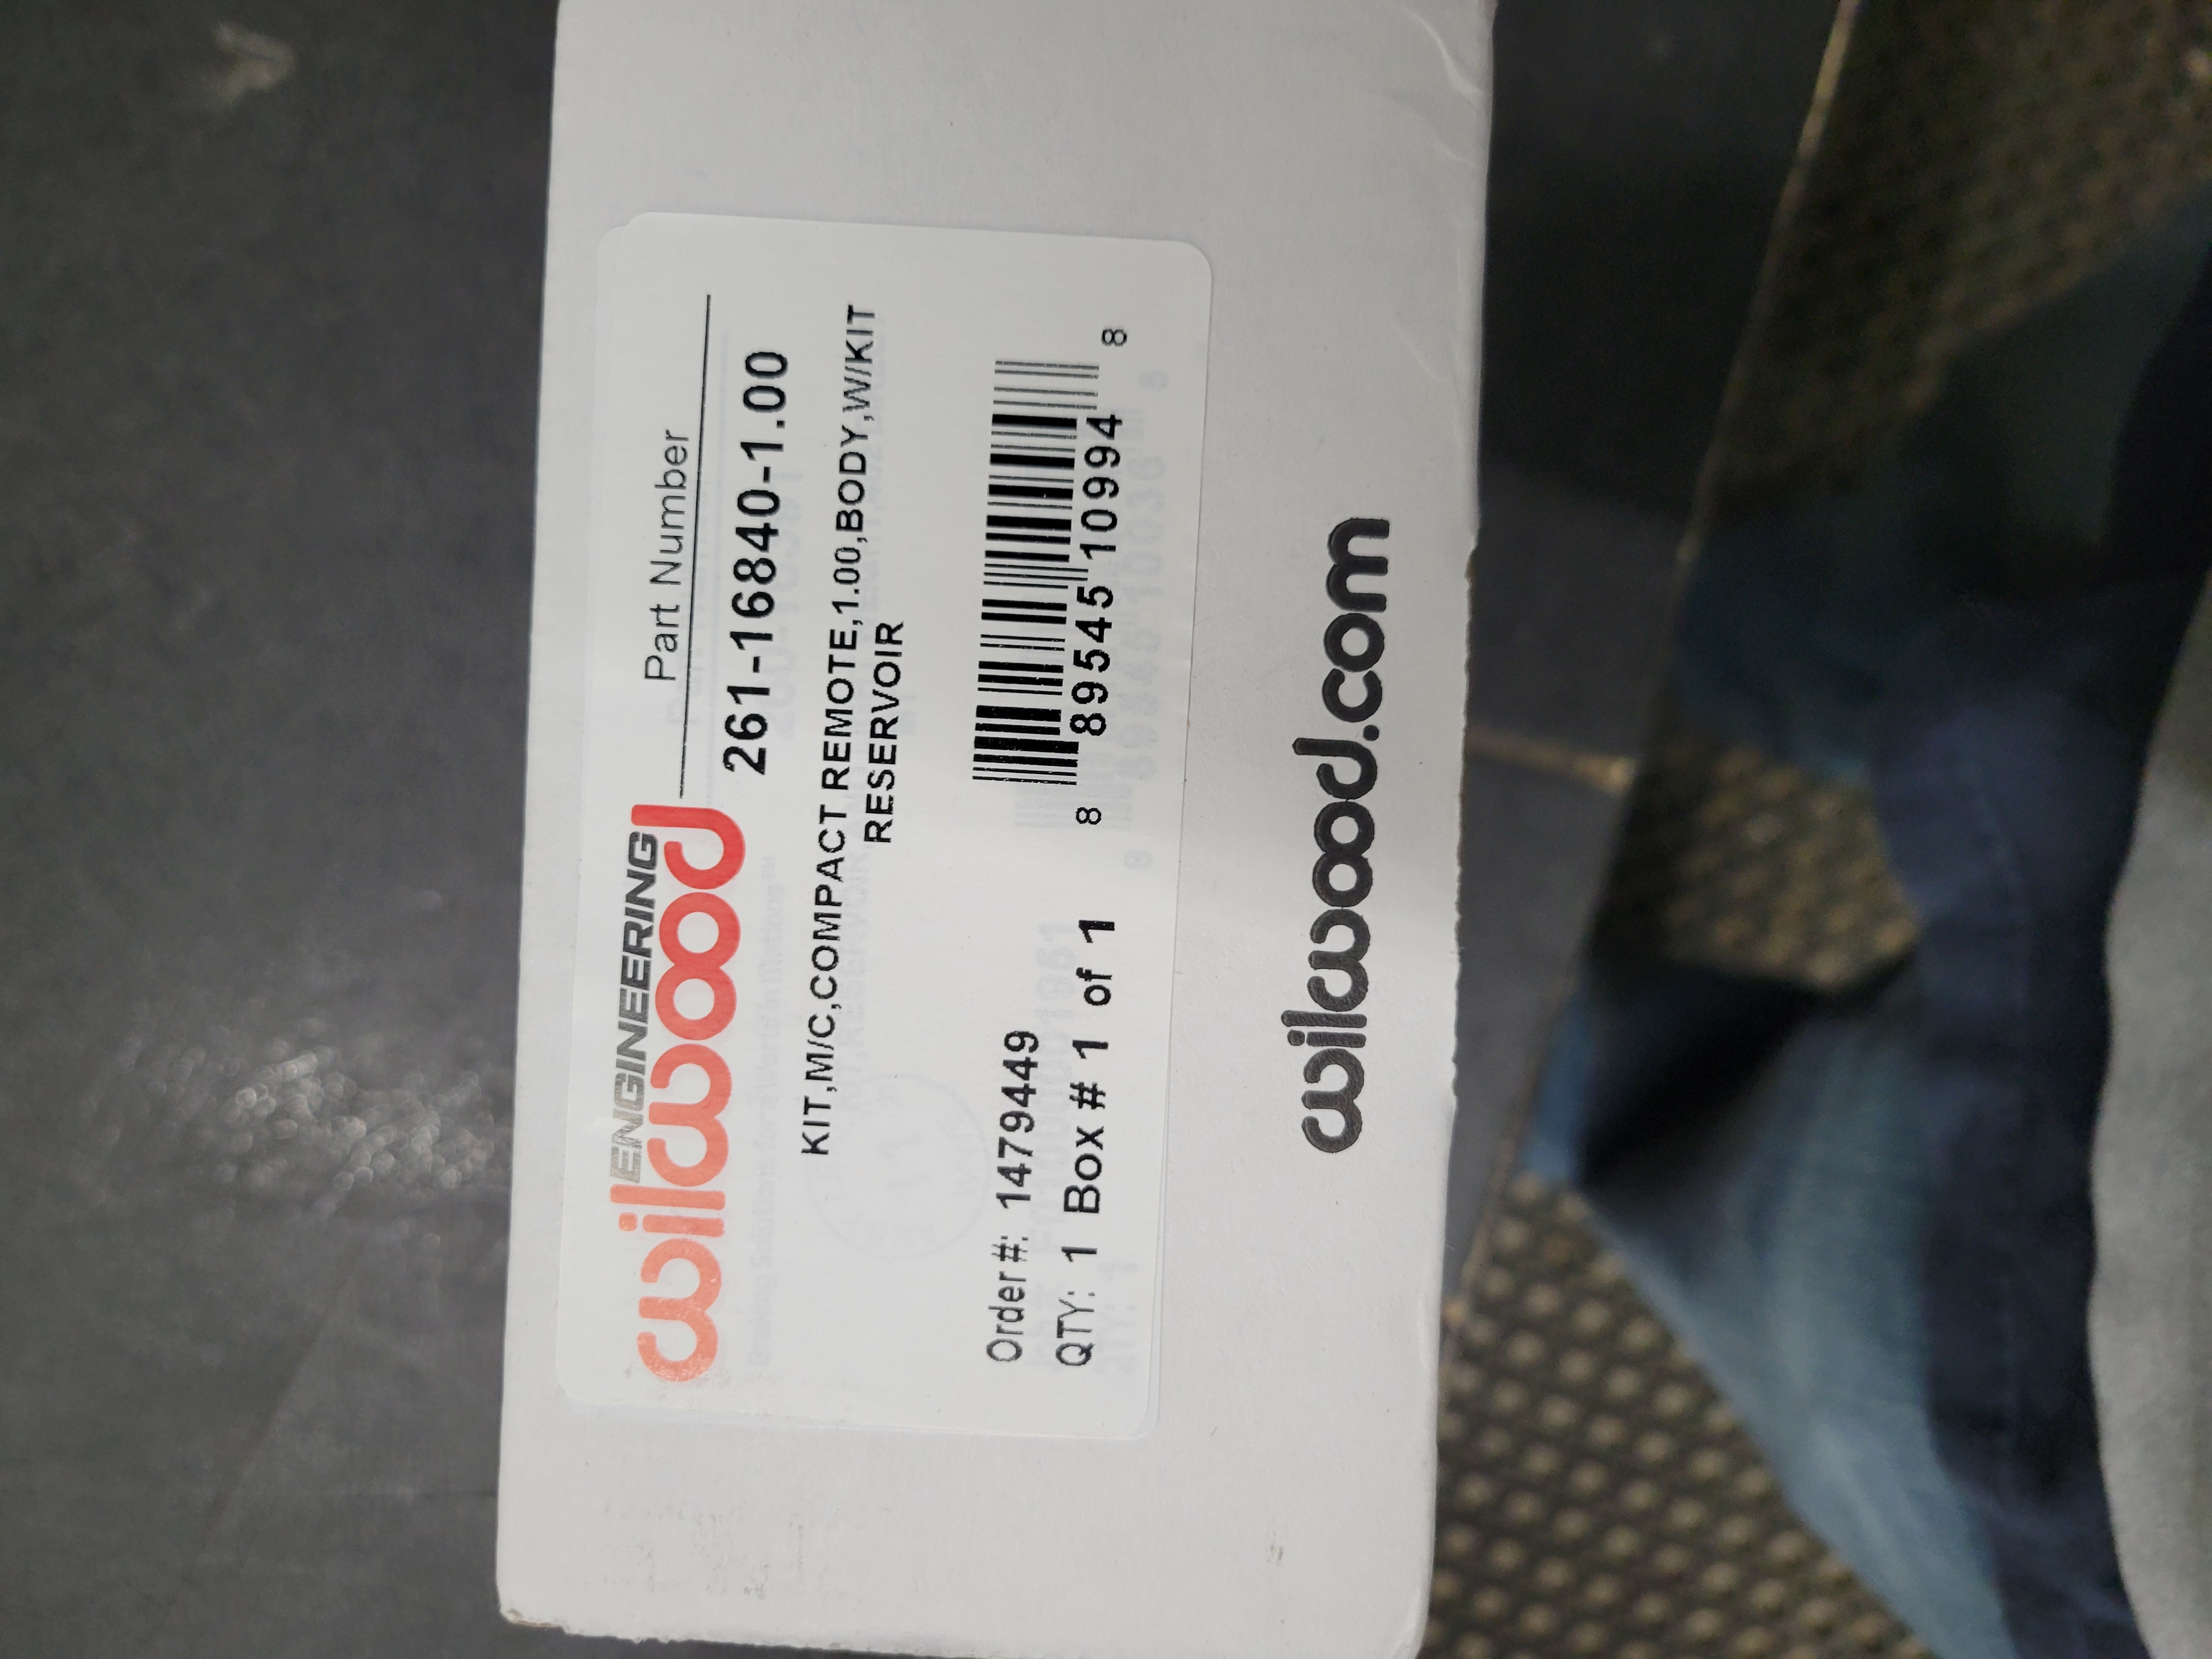 ENGINEERING
wilwood
Part Number
261-16840-1.00
KIT,M/C,COMPACT REMOTE,1.00,BODY,W/KIT
RESERVOIR
Order#: 1479449
QTY: 1 Box # 1 of 1
8 89545 10994 8
wilwood.com